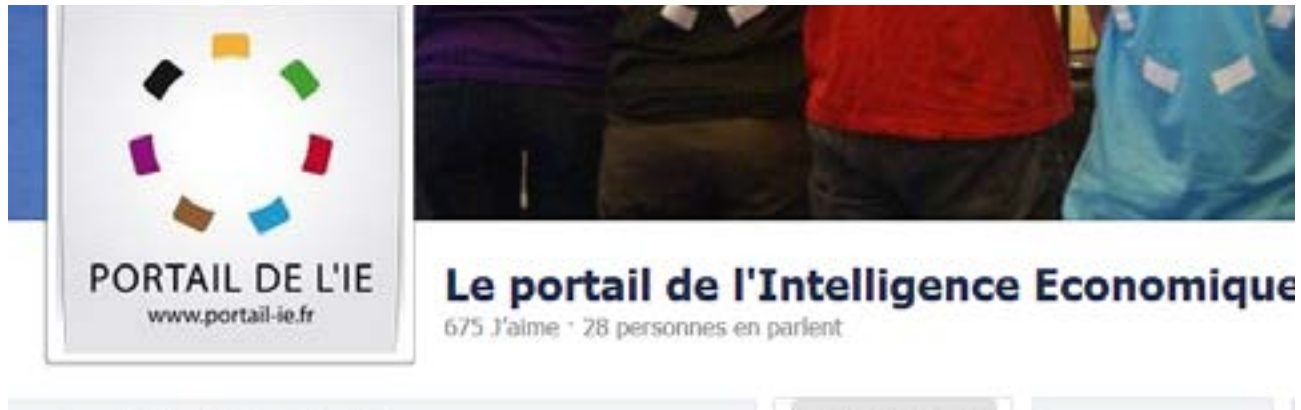 PORTAIL DE L'IE
www.portail-ie.fr
Le portail de l'Intelligence Economique
675 J'aime · 28 personnes en parlent